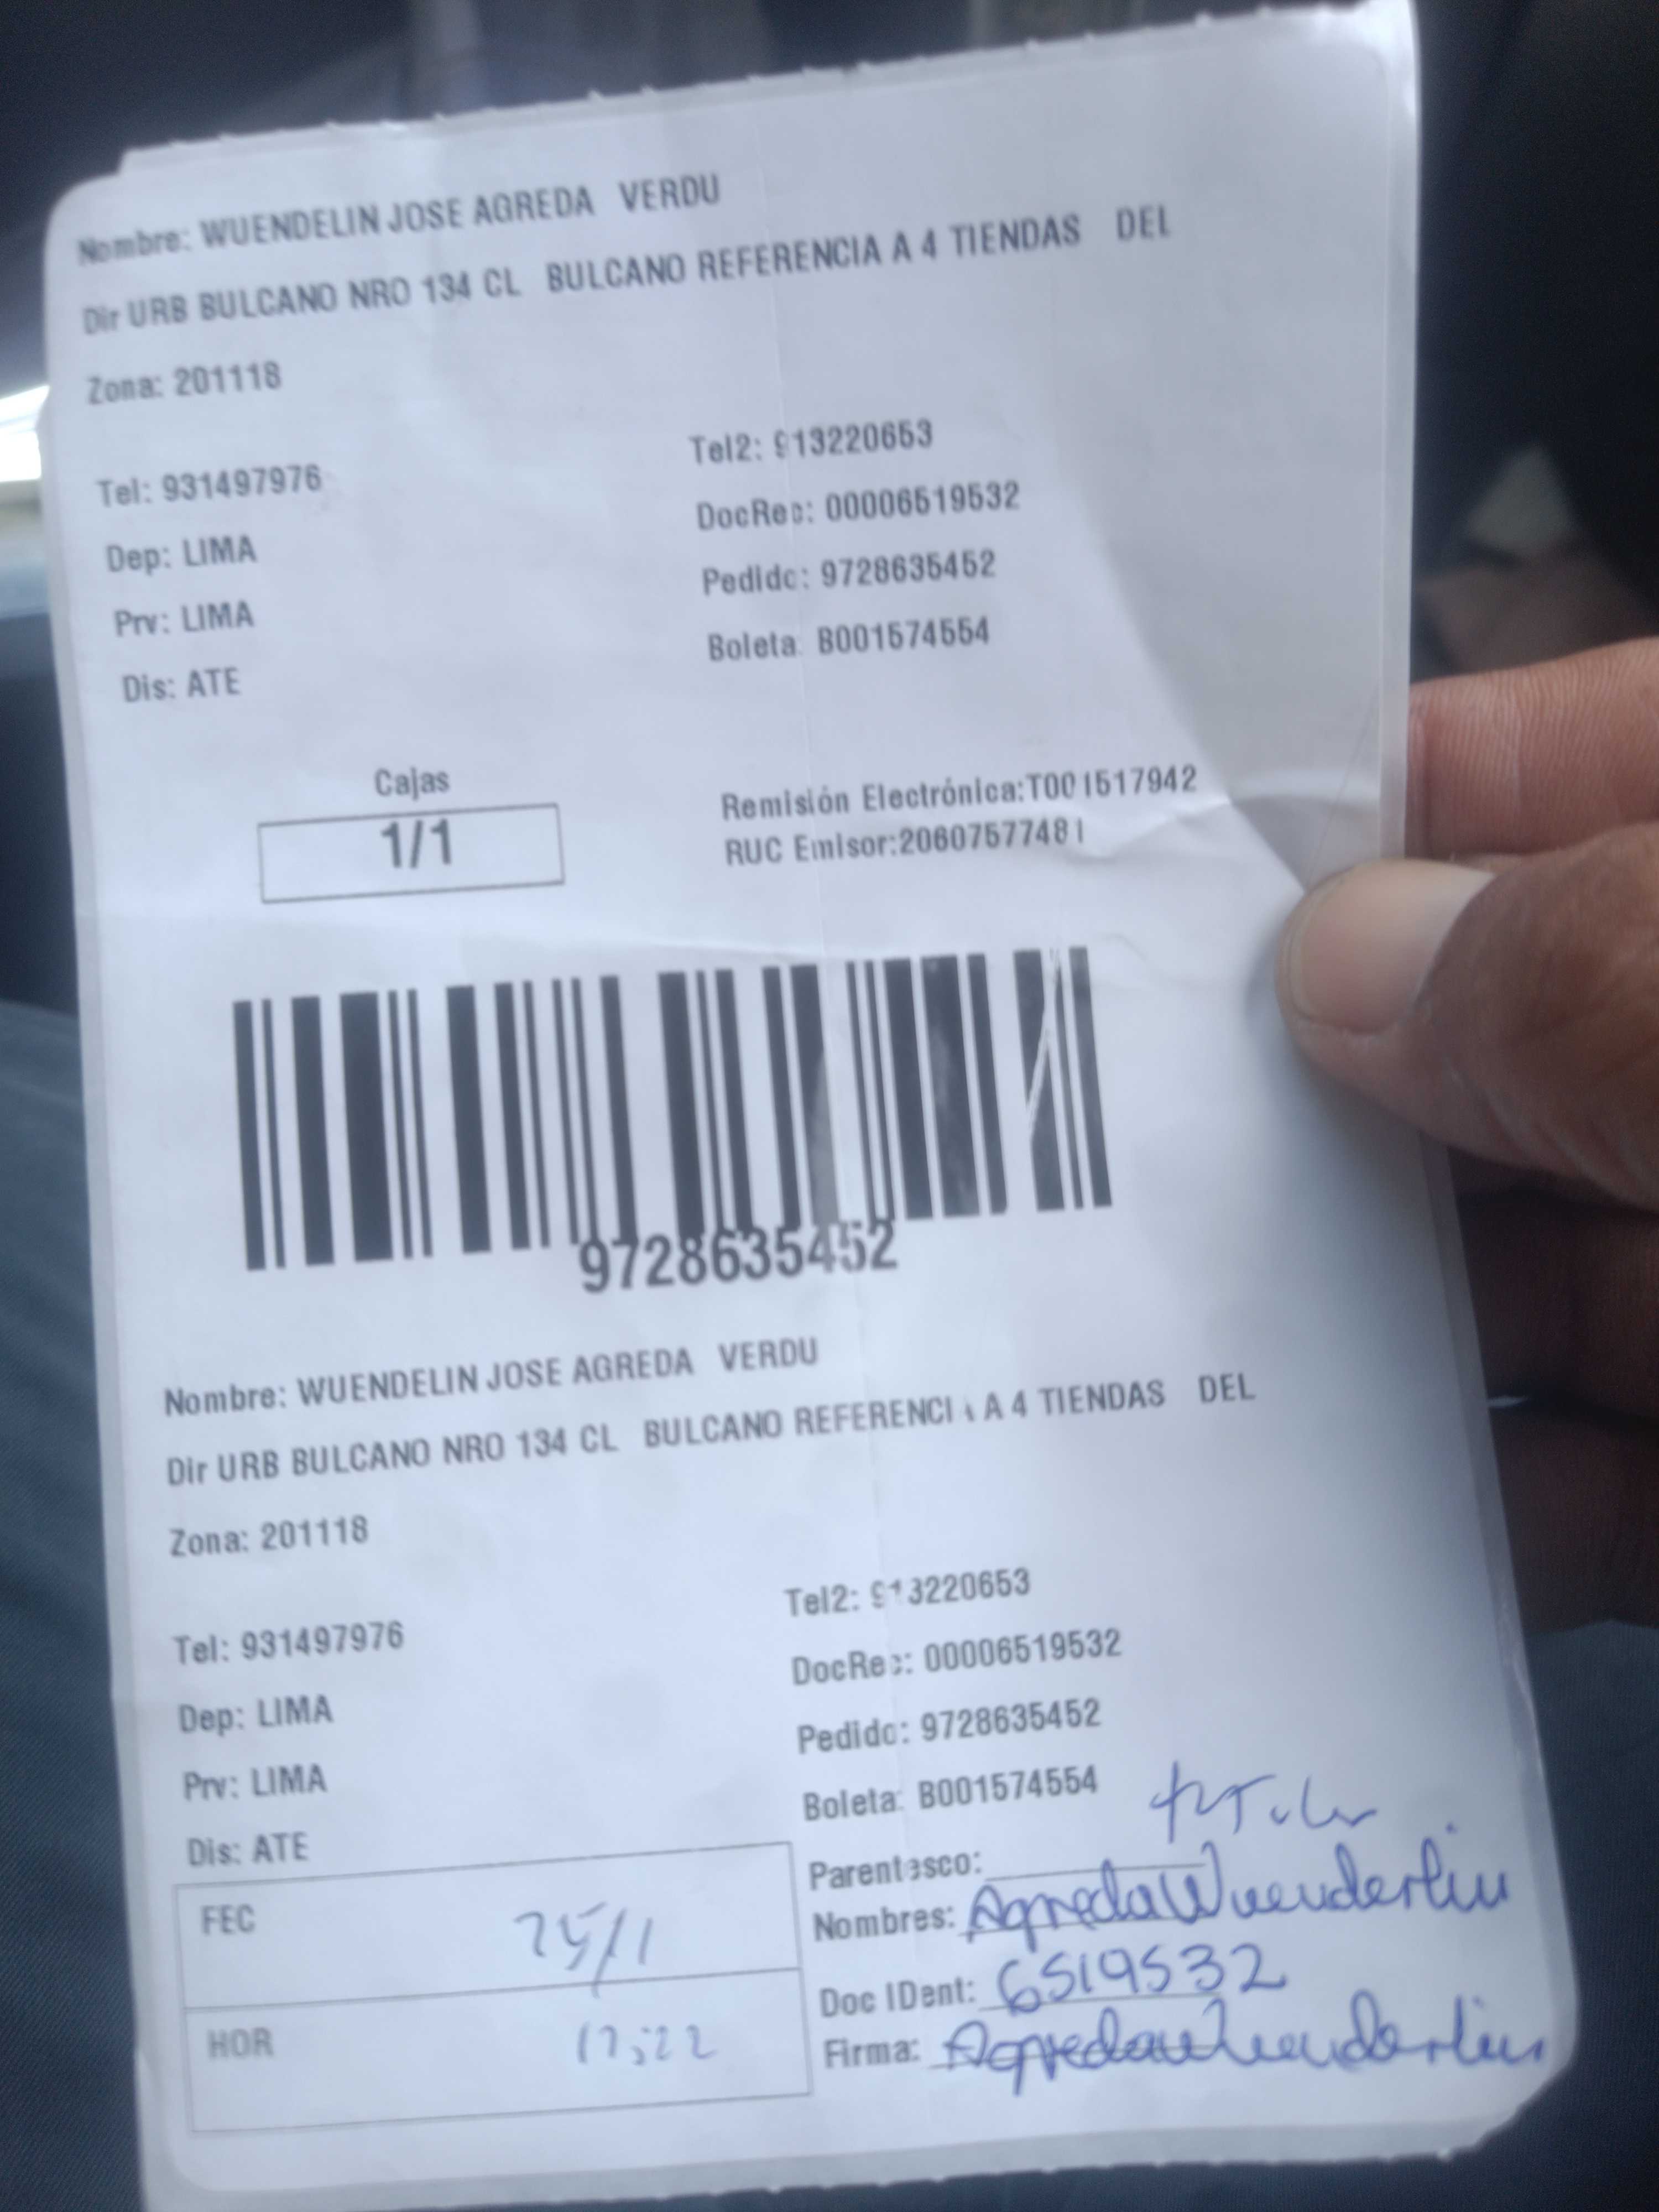 Nombre: WUENDELIN JOSE AGREDA VERDU
Dir URB BULCANO NRO 134 CL BULCANO REFERENCIA A 4 TIENDAS DEL
Zona: 201118
Tel: 931497976
Tel2: 913220653
Dep: LIMA
DocRec: 00006519532
Prv: LIMA
Pedido: 9728635452
Dis: ATE
Boleta: B001574554
Cajas
1/1
Remisión Electrónica:T001517942
RUC Emisor:20607577481
9728635452
Nombre: WUENDELIN JOSE AGREDA VERDU
Dir URB BULCANO NRO 134 CL BULCANO REFERENCIA A 4 TIENDAS DEL
Zona: 201118
Tel: 931497976
Tel2: 913220653
Dep: LIMA
DocRec: 00006519532
Prv: LIMA
Pedido: 9728635452
Dis: ATE
Boleta: B001574554
FEC 25/1
HOR
Parentesco:
Nombres: Agreda Wuenderlin
Doc IDent: 6519532
Firma: Agreda Wuenderlin